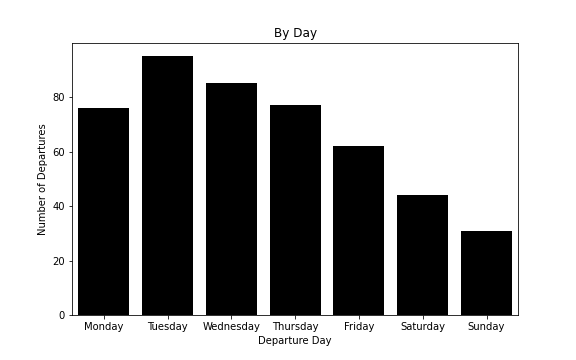 By Day
Number of Departures
80
60
40
20
0
Monday Tuesday Wednesday Thursday Friday Saturday Sunday
Departure Day